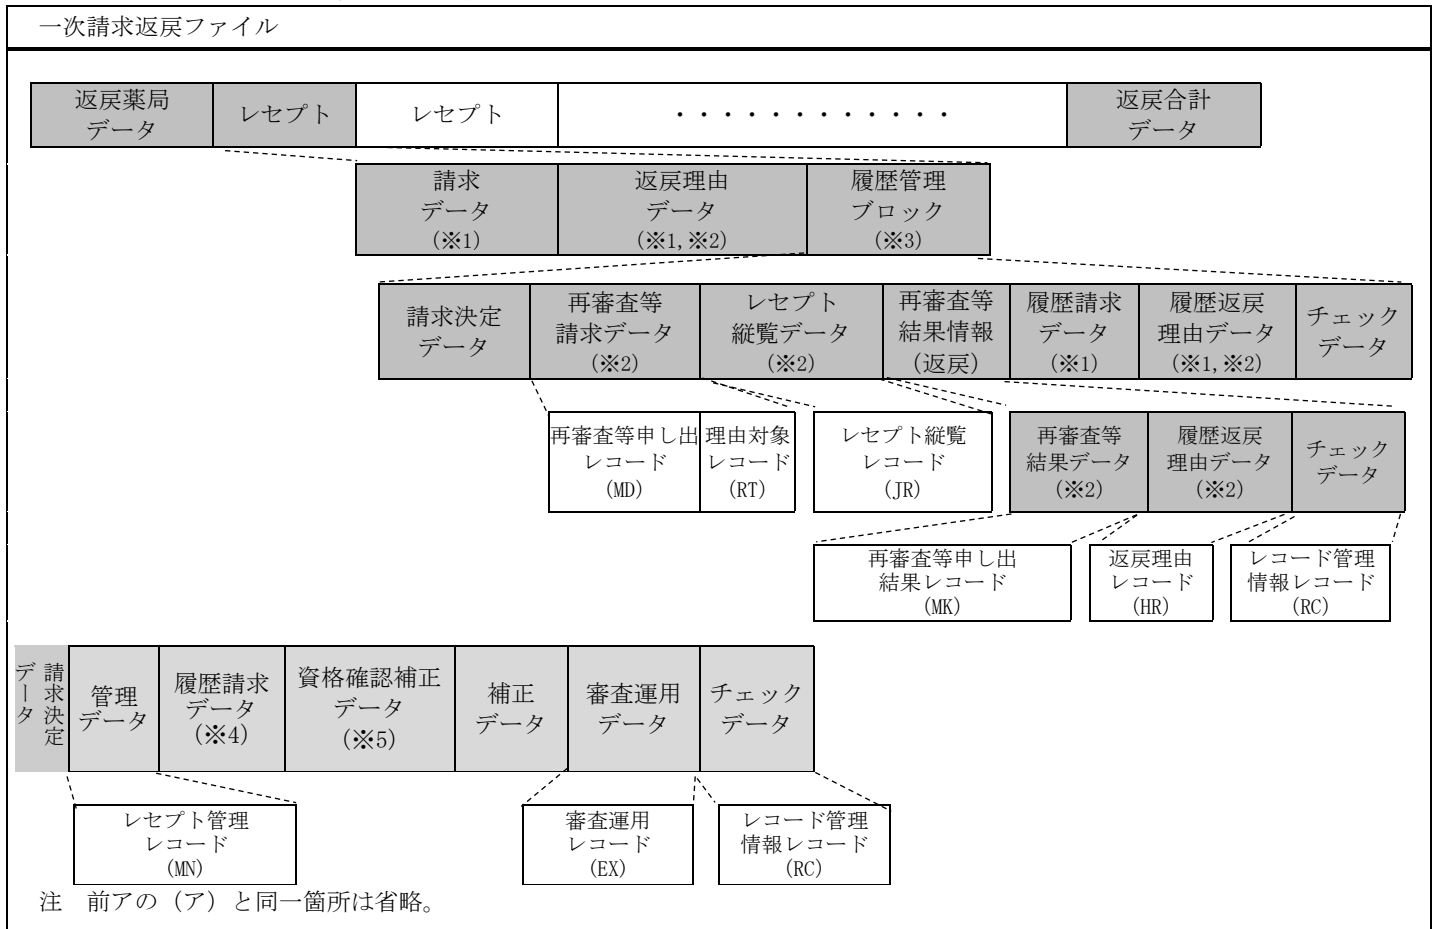 一次請求返戻ファイル
返戻薬局
データ
レセプト
レセプト
・・・・・・・・・・・・
返戻合計
データ
請求
データ
(※1)
返戻理由
データ
(※1,※2)
履歴管理
ブロック
(※3)
請求決定
データ
再審査等
請求データ
(※2)
レセプト
縦覧データ
(※2)
再審査等
結果情報
(返戻)
履歴請求
データ
(※1)
履歴返戻
理由データ
(※1,※2)
チェック
データ
再審査等申し出
レコード
(MD)
理由対象
レコード
(RT)
レセプト縦覧
レコード
(JR)
再審査等
結果データ
(※2)
履歴返戻
理由データ
(※2)
チェック
データ
再審査等申し出
結果レコード
(MK)
返戻理由
レコード
(HR)
レコード管理
情報レコード
(RC)
請求決定
データ
管理
データ
履歴請求
データ
(※4)
資格確認補正
データ
(※5)
補正
データ
審査運用
データ
チェック
データ
レセプト管理
レコード
(MN)
審査運用
レコード
(EX)
レコード管理
情報レコード
(RC)
注　前アの（ア）と同一箇所は省略。